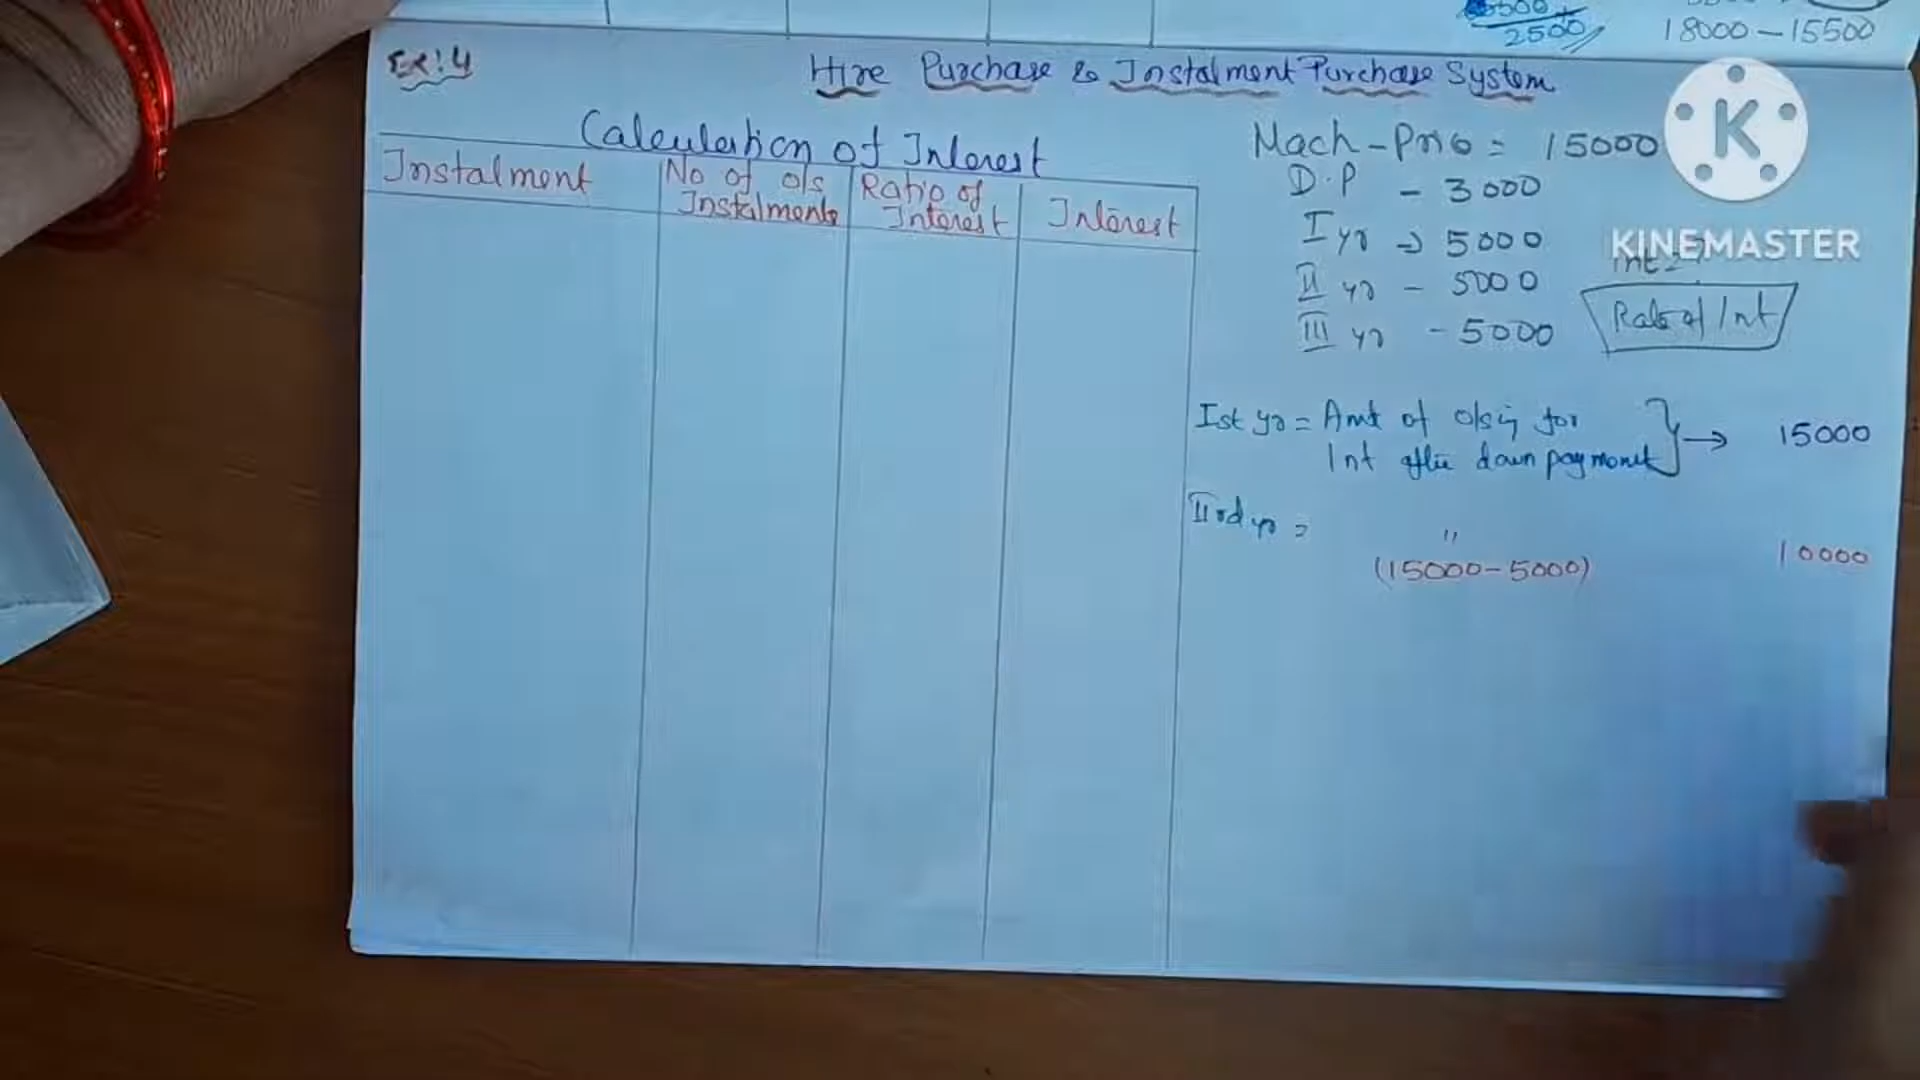 2500
18000-15500
Ex:4
Hire Purchase & Instalment Purchase System
Calculation of Interest
Instalment
No of o/s Instalments
Ratio of Interest
Interest
Mach-Price = 15000
D.P - 3000
I yr → 5000
II yr - 5000
III yr - 5000
KINEMASTER
Rate of Int
Ist yr = Amt of o/sg for
Int after down payment → 15000
IInd yr = "
(15000-5000) 10000